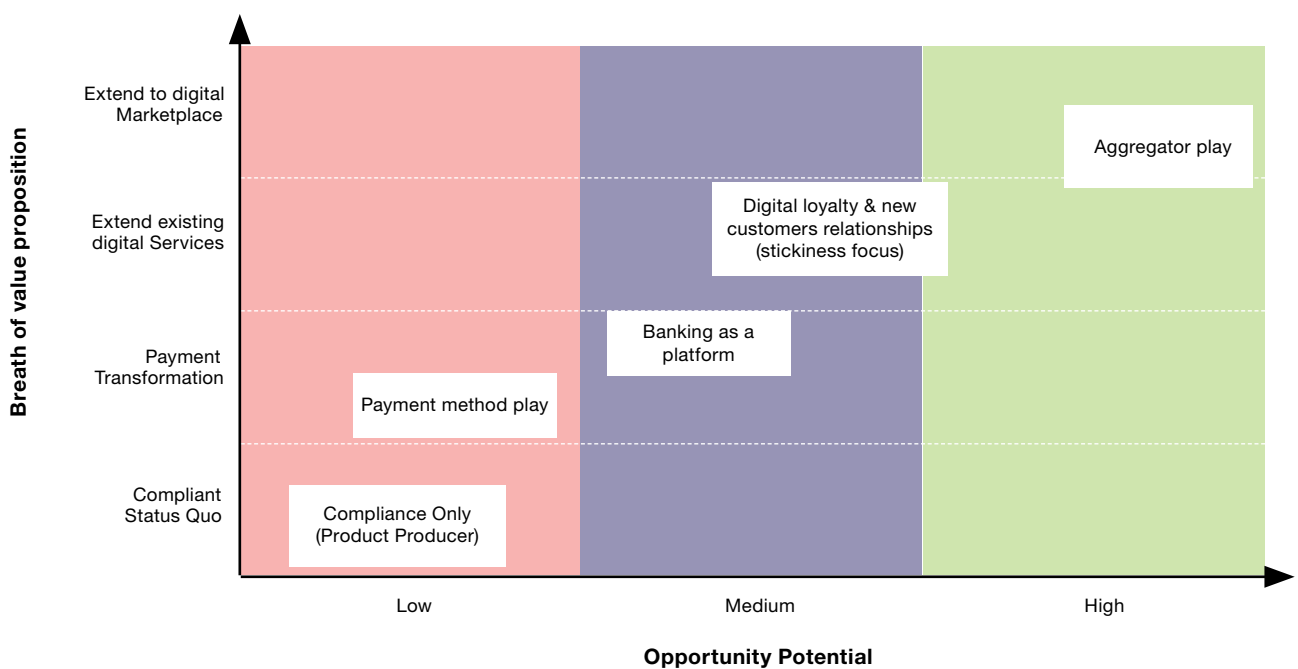 Breath of value proposition
Extend to digital
Marketplace
Extend existing
digital Services
Payment
Transformation
Compliant
Status Quo
Aggregator play
Digital loyalty & new
customers relationships
(stickiness focus)
Banking as a
platform
Payment method play
Compliance Only
(Product Producer)
Low
Medium
High
Opportunity Potential